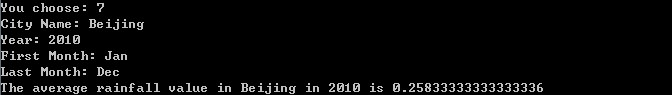 You choose: 7
City Name: Beijing
Year: 2010
First Month: Jan
Last Month: Dec
The average rainfall value in Beijing in 2010 is 0.25833333333333336